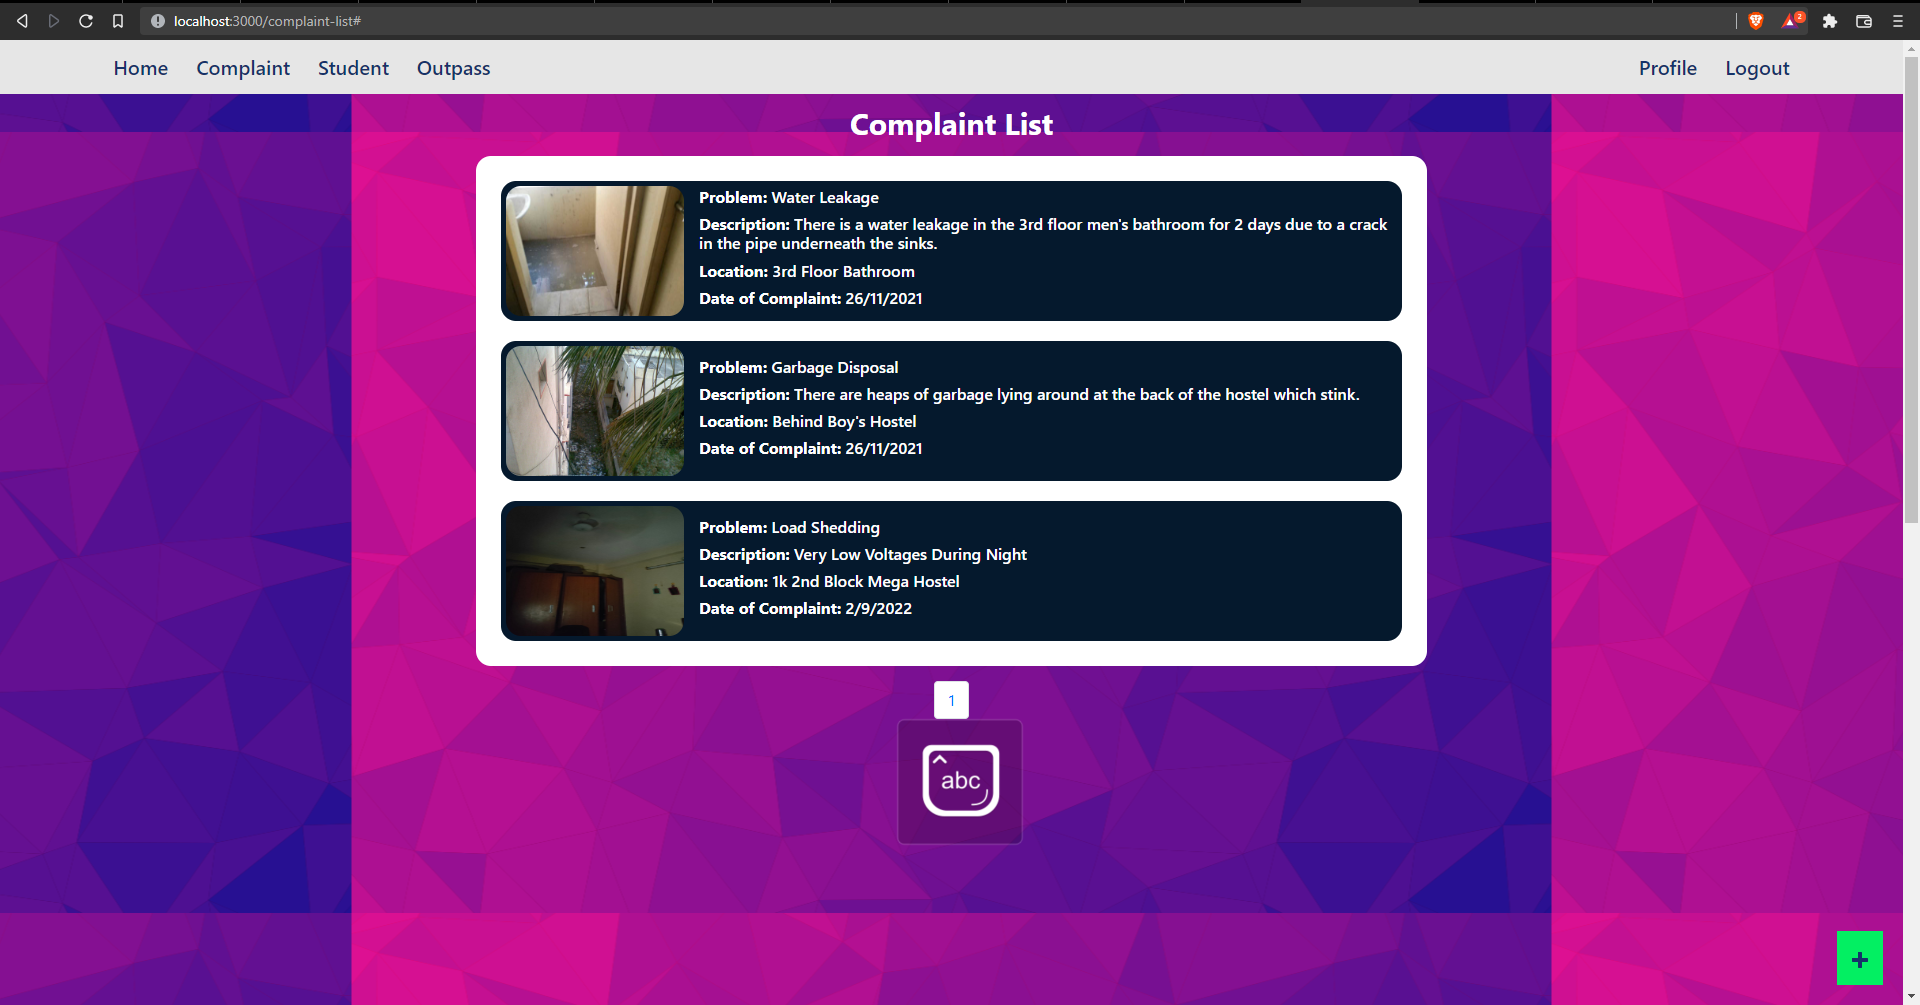 localhost:3000/complaint-list#
2
Home Complaint Student Outpass Profile Logout
Complaint List
Problem: Water Leakage
Description: There is a water leakage in the 3rd floor men's bathroom for 2 days due to a crack
in the pipe underneath the sinks.
Location: 3rd Floor Bathroom
Date of Complaint: 26/11/2021
Problem: Garbage Disposal
Description: There are heaps of garbage lying around at the back of the hostel which stink.
Location: Behind Boy's Hostel
Date of Complaint: 26/11/2021
Problem: Load Shedding
Description: Very Low Voltages During Night
Location: 1k 2nd Block Mega Hostel
Date of Complaint: 2/9/2022
1
abc
+